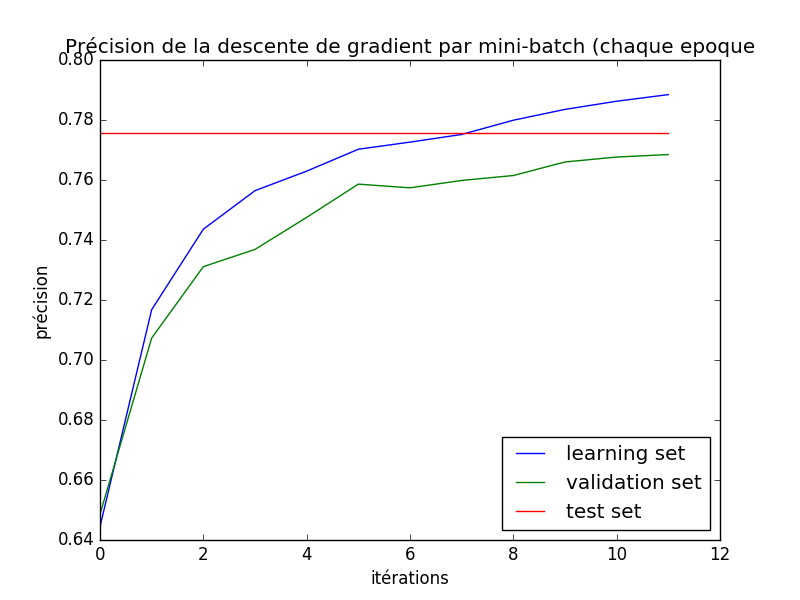 Précision de la descente de gradient par mini-batch (chaque epoque
0.80
0.78
0.76
0.74
0.72
0.70
0.68
0.66
0.64
précision
learning set
validation set
test set
0 2 4 6 8 10 12
itérations